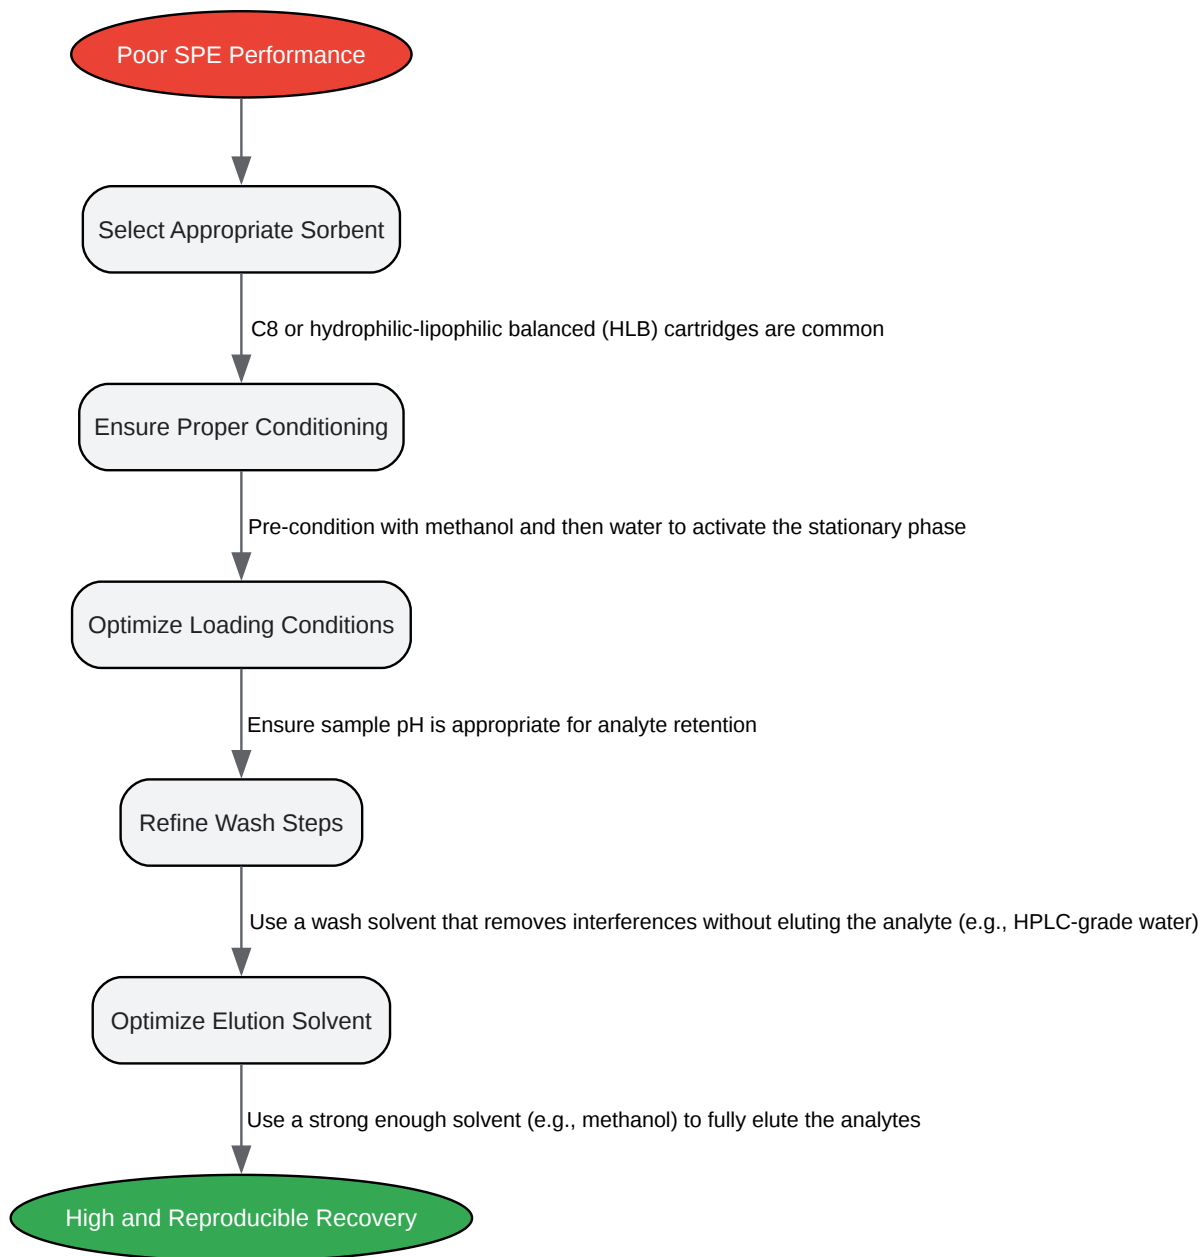 Poor SPE Performance
Select Appropriate Sorbent
C8 or hydrophilic-lipophilic balanced (HLB) cartridges are common
Ensure Proper Conditioning
Pre-condition with methanol and then water to activate the stationary phase
Optimize Loading Conditions
Ensure sample pH is appropriate for analyte retention
Refine Wash Steps
Use a wash solvent that removes interferences without eluting the analyte (e.g., HPLC-grade water)
Optimize Elution Solvent
Use a strong enough solvent (e.g., methanol) to fully elute the analytes
High and Reproducible Recovery